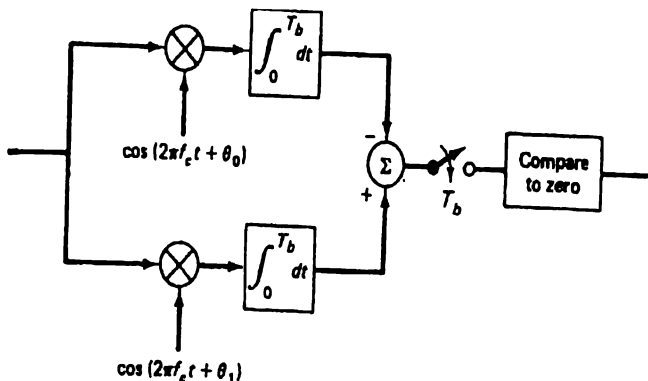 ∫₀^{T_b} dt
cos (2πf_c t + θ₀)
−
Σ
+
T_b
Compare
to zero
∫₀^{T_b} dt
cos (2πf_c t + θ₁)